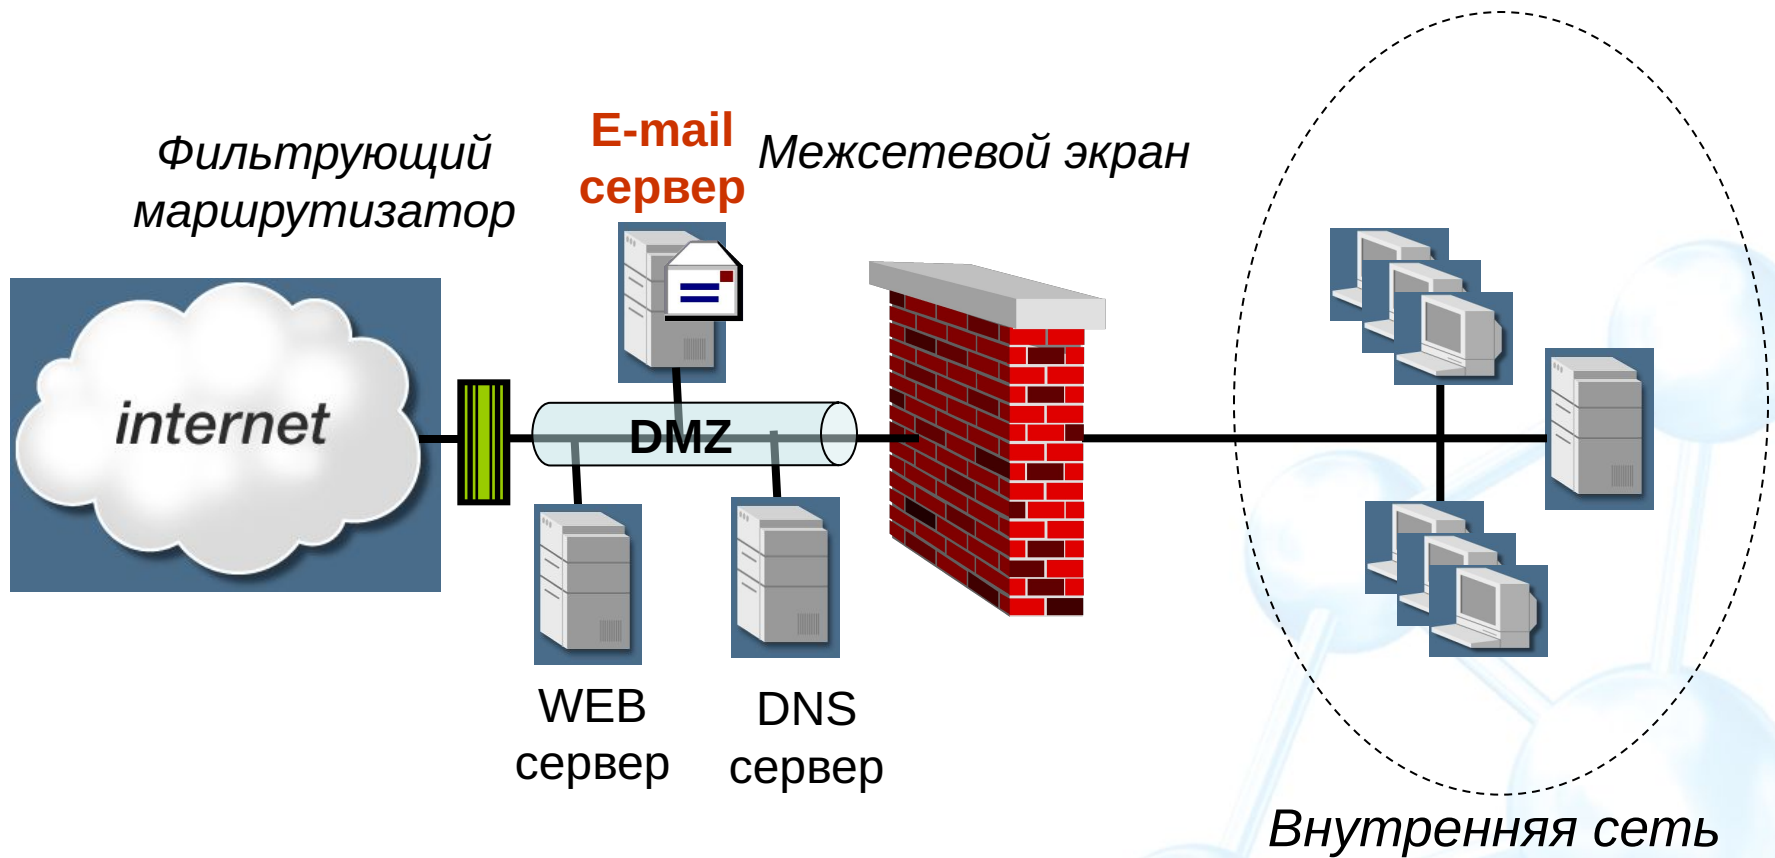 Фильтрующий
маршрутизатор
E-mail
сервер
Межсетевой экран
internet
DMZ
WEB
сервер
DNS
сервер
Внутренняя сеть